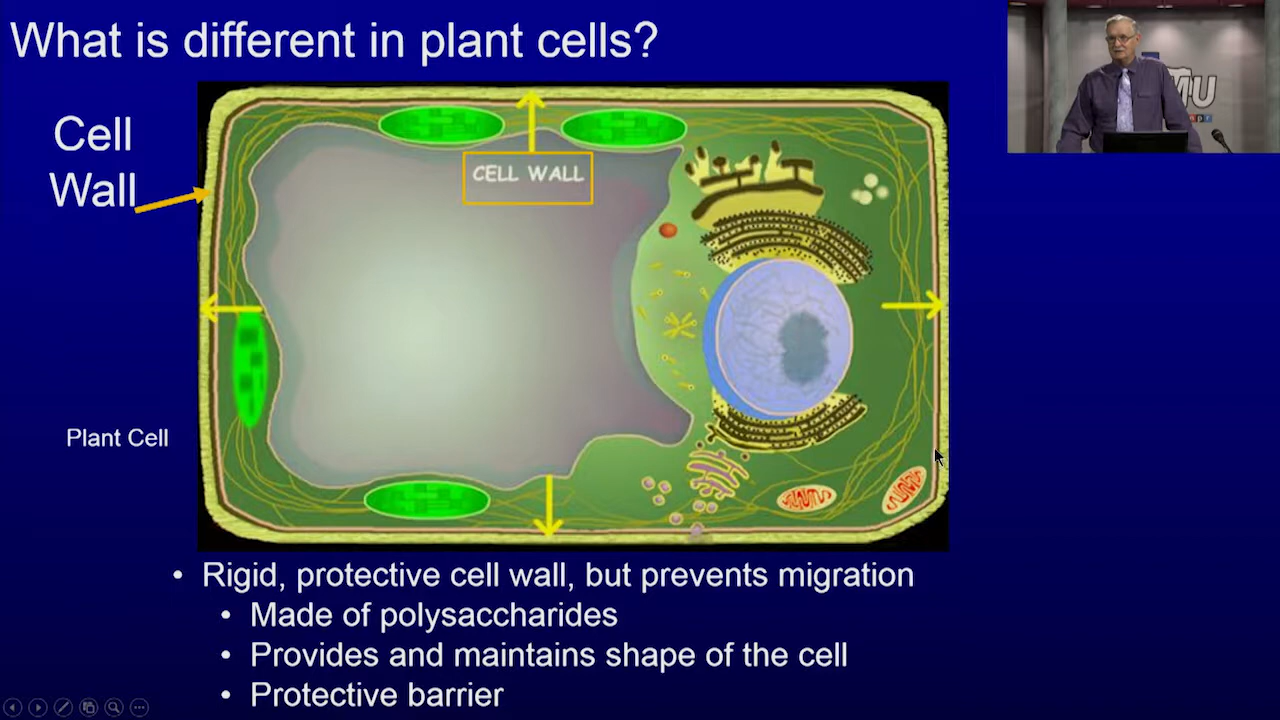 What is different in plant cells?
Cell
Wall
CELL WALL
Plant Cell
• Rigid, protective cell wall, but prevents migration
• Made of polysaccharides
• Provides and maintains shape of the cell
• Protective barrier
MU